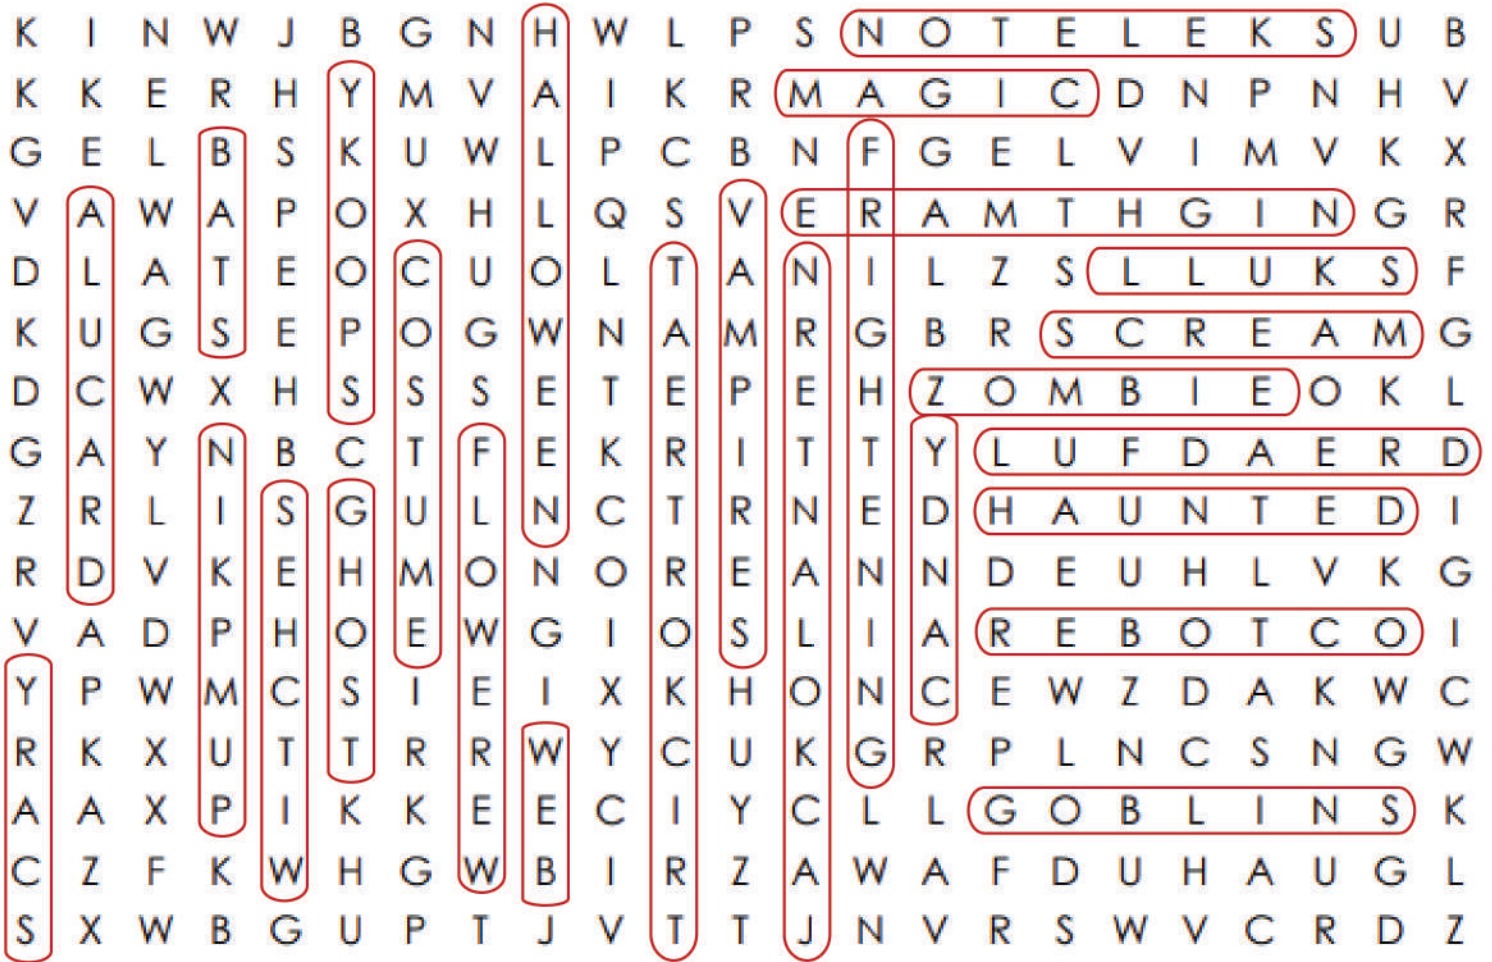 K I N W J B G N H W L P S N O T E L E K S U B
K K E R H Y M V A I K R M A G I C D N P N H V
G E L B S K U W L P C B N F G E L V I M V K X
V A W A P O X H L Q S V E R A M T H G I N G R
D L A T E O C U O L T A N I L Z S L L U K S F
K U G S E P O G W N A M R G B R S C R E A M G
D C W X H S S S E T E P E H Z O M B I E O K L
G A Y N B C T F E K R I T T Y L U F D A E R D
Z R L I S G U L N C T R N E D H A U N T E D I
R D V K E H M O N O R E A N N D E U H L V K G
V A D P H O E W G I O S L I A R E B O T C O I
Y P W M C S I E I X K H O N C E W Z D A K W C
R K X U T T R R W Y C U K G R P L N C S N G W
A A X P I K K E E C I Y C L L G O B L I N S K
C Z F K W H G W B I R Z A W A F D U H A U G L
S X W B G U P T J V T T J N V R S W V C R D Z